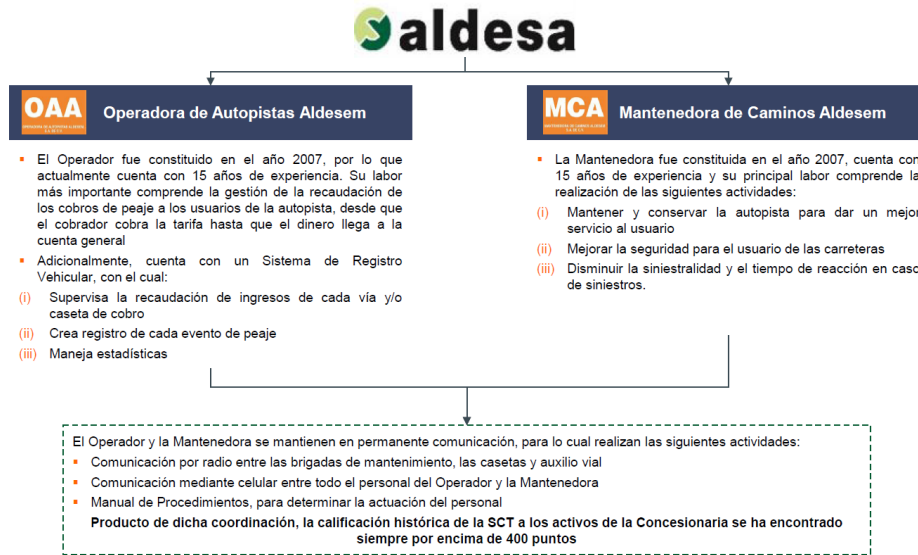 aldesa
OAA
OPERADORA DE AUTOPISTAS ALDESEM
S.A. DE C.V.
Operadora de Autopistas Aldesem
▪ El Operador fue constituido en el año 2007, por lo que
actualmente cuenta con 15 años de experiencia. Su labor
más importante comprende la gestión de la recaudación de
los cobros de peaje a los usuarios de la autopista, desde que
el cobrador cobra la tarifa hasta que el dinero llega a la
cuenta general
▪ Adicionalmente, cuenta con un Sistema de Registro
Vehicular, con el cual:
(i) Supervisa la recaudación de ingresos de cada vía y/o
caseta de cobro
(ii) Crea registro de cada evento de peaje
(iii) Maneja estadísticas
MCA
MANTENEDORA DE CAMINOS ALDESEM
S.A. DE C.V.
Mantenedora de Caminos Aldesem
▪ La Mantenedora fue constituida en el año 2007, cuenta con
15 años de experiencia y su principal labor comprende la
realización de las siguientes actividades:
(i) Mantener y conservar la autopista para dar un mejor
servicio al usuario
(ii) Mejorar la seguridad para el usuario de las carreteras
(iii) Disminuir la siniestralidad y el tiempo de reacción en caso
de siniestros.
El Operador y la Mantenedora se mantienen en permanente comunicación, para lo cual realizan las siguientes actividades:
▪ Comunicación por radio entre las brigadas de mantenimiento, las casetas y auxilio vial
▪ Comunicación mediante celular entre todo el personal del Operador y la Mantenedora
▪ Manual de Procedimientos, para determinar la actuación del personal
Producto de dicha coordinación, la calificación histórica de la SCT a los activos de la Concesionaria se ha encontrado
siempre por encima de 400 puntos